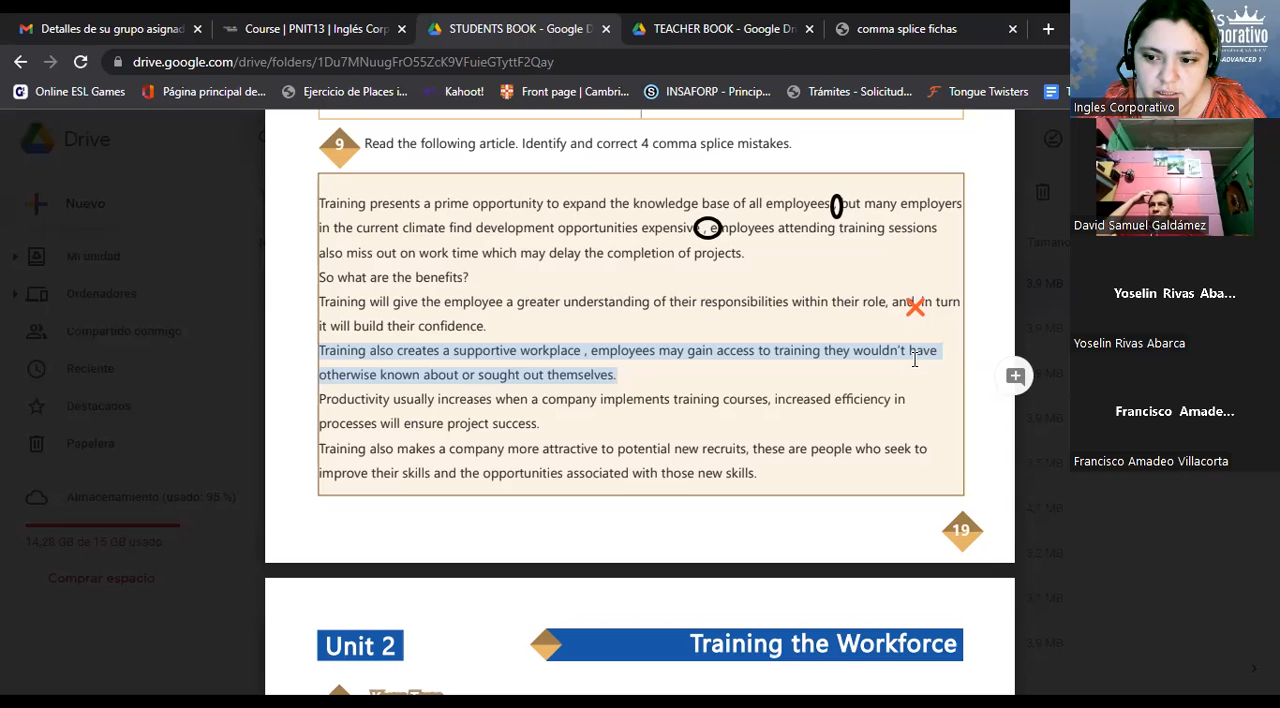 Detalles de su grupo asignad
Course | PNIT13 | Inglés Corp
STUDENTS BOOK - Google D
TEACHER BOOK - Google Dri
comma splice fichas
drive.google.com/drive/folders/1Du7MNuugFrO55ZcK9VFuieGTyttF2Qay
Online ESL Games
Página principal de...
Ejercicio de Places i...
Kahoot!
Front page | Cambri...
INSAFORP - Princip...
Trámites - Solicitud...
Tongue Twisters
-ADVANCED 1
Ingles Corporativo
David Samuel Galdámez
Yoselin Rivas Aba...
Yoselin Rivas Abarca
Francisco Amade...
Francisco Amadeo Villacorta
Drive
Nuevo
Mi unidad
Ordenadores
Compartido conmigo
Reciente
Destacados
Papelera
Almacenamiento (usado: 95 %)
14,28 GB de 15 GB usado
Comprar espacio
9
Read the following article. Identify and correct 4 comma splice mistakes.
Training presents a prime opportunity to expand the knowledge base of all employees, but many employers
in the current climate find development opportunities expensive , employees attending training sessions
also miss out on work time which may delay the completion of projects.
So what are the benefits?
Training will give the employee a greater understanding of their responsibilities within their role, and in turn
it will build their confidence.
Training also creates a supportive workplace , employees may gain access to training they wouldn't have
otherwise known about or sought out themselves.
Productivity usually increases when a company implements training courses, increased efficiency in
processes will ensure project success.
Training also makes a company more attractive to potential new recruits, these are people who seek to
improve their skills and the opportunities associated with those new skills.
19
Unit 2
Training the Workforce